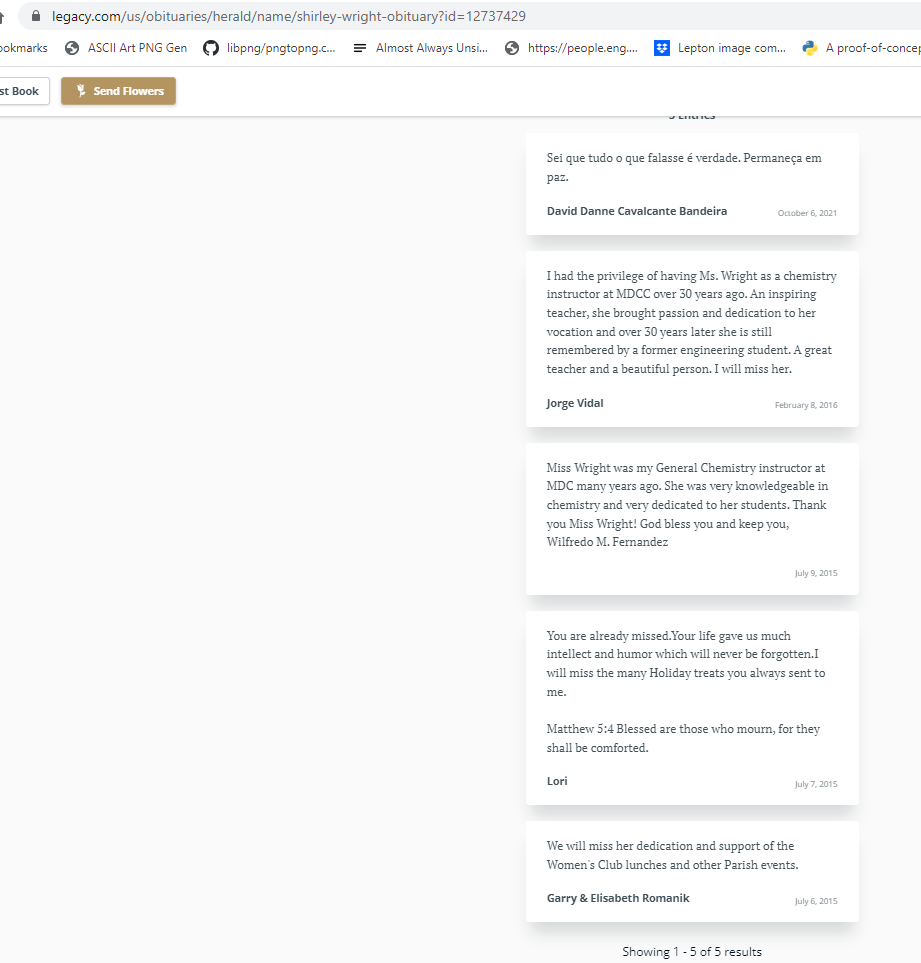 legacy.com/us/obituaries/herald/name/shirley-wright-obituary?id=12737429
ookmarks ASCII Art PNG Gen libpng/pngtopng.c... Almost Always Unsi... https://people.eng.... Lepton image com... A proof-of-concep
st Book Send Flowers
5 Entries
Sei que tudo o que falasse é verdade. Permaneça em
paz.
David Danne Cavalcante Bandeira October 6, 2021
I had the privilege of having Ms. Wright as a chemistry
instructor at MDCC over 30 years ago. An inspiring
teacher, she brought passion and dedication to her
vocation and over 30 years later she is still
remembered by a former engineering student. A great
teacher and a beautiful person. I will miss her.
Jorge Vidal February 8, 2016
Miss Wright was my General Chemistry instructor at
MDC many years ago. She was very knowledgeable in
chemistry and very dedicated to her students. Thank
you Miss Wright! God bless you and keep you,
Wilfredo M. Fernandez
July 9, 2015
You are already missed.Your life gave us much
intellect and humor which will never be forgotten.I
will miss the many Holiday treats you always sent to
me.
Matthew 5:4 Blessed are those who mourn, for they
shall be comforted.
Lori July 7, 2015
We will miss her dedication and support of the
Women's Club lunches and other Parish events.
Garry & Elisabeth Romanik July 6, 2015
Showing 1 - 5 of 5 results